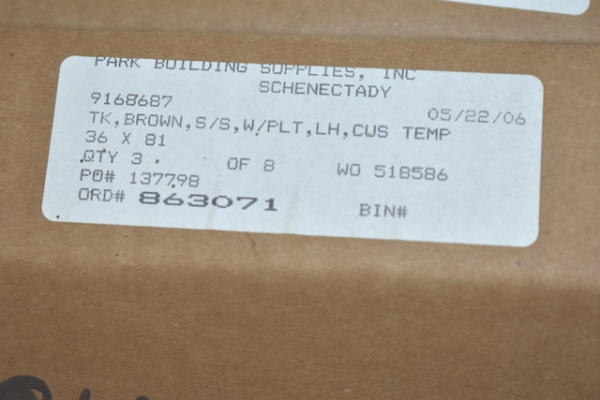 PARK BUILDING SUPPLIES, INC
SCHENECTADY
9168687 05/22/06
TK,BROWN,S/S,W/PLT,LH,CUS TEMP
36 X 81
QTY 3 OF 8 WO 518586
PO# 137798
ORD# 863071 BIN#